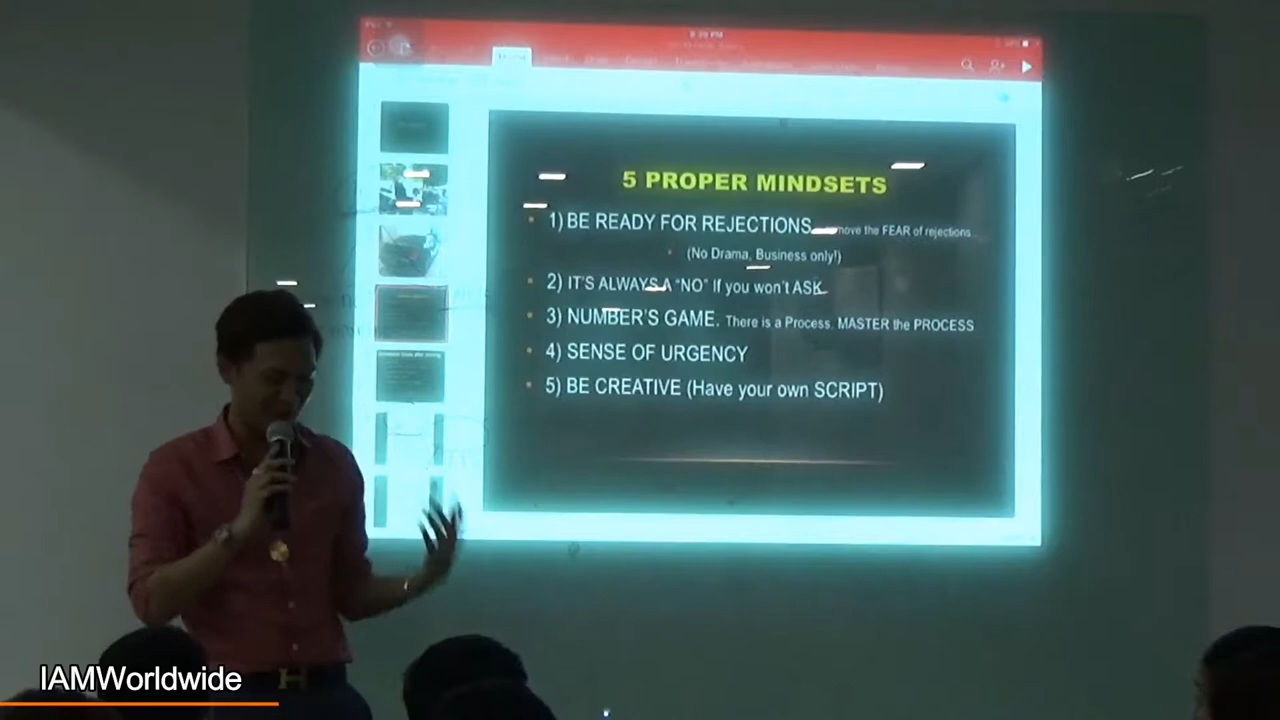 5 PROPER MINDSETS
1) BE READY FOR REJECTIONS move the FEAR of rejections
(No Drama, Business only!)
2) IT'S ALWAYS A "NO" If you won't ASK
3) NUMBER'S GAME. There is a Process. MASTER the PROCESS
4) SENSE OF URGENCY
5) BE CREATIVE (Have your own SCRIPT)
IAMWorldwide